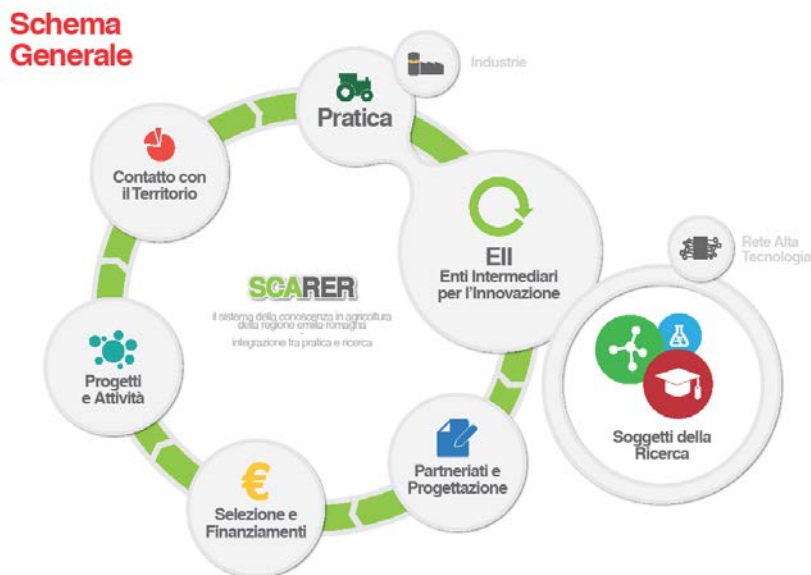 Schema
Generale
Industrie
Pratica
Contatto con
il Territorio
EII
Enti Intermediari
per l'Innovazione
Rete Alta
Tecnologia
SCARER
il sistema della conoscenza in agricoltura
della regione emilia romagna
-
integrazione fra pratica e ricerca
Progetti
e Attività
Soggetti della
Ricerca
Partneriati e
Progettazione
€
Selezione e
Finanziamenti